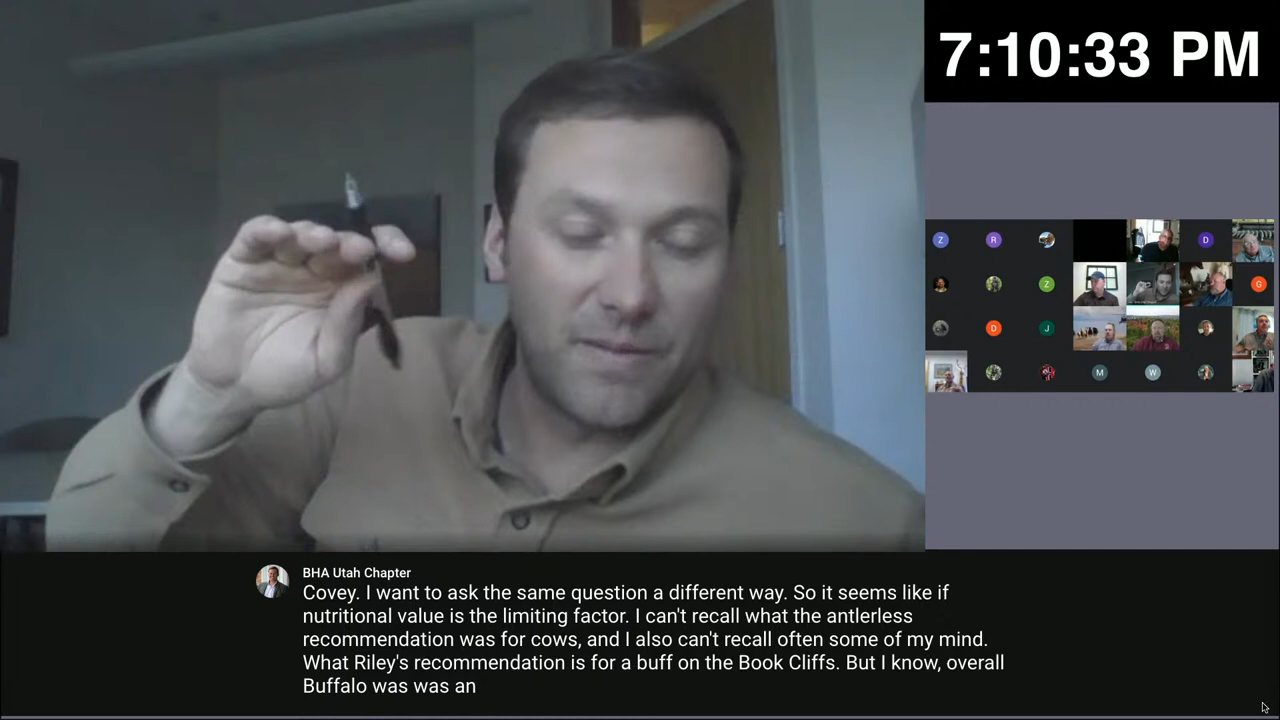 7:10:33 PM
Z
R
D
Z
G
D
J
M
W
BHA Utah Chapter
Covey. I want to ask the same question a different way. So it seems like if
nutritional value is the limiting factor. I can't recall what the antlerless
recommendation was for cows, and I also can't recall often some of my mind.
What Riley's recommendation is for a buff on the Book Cliffs. But I know, overall
Buffalo was was an